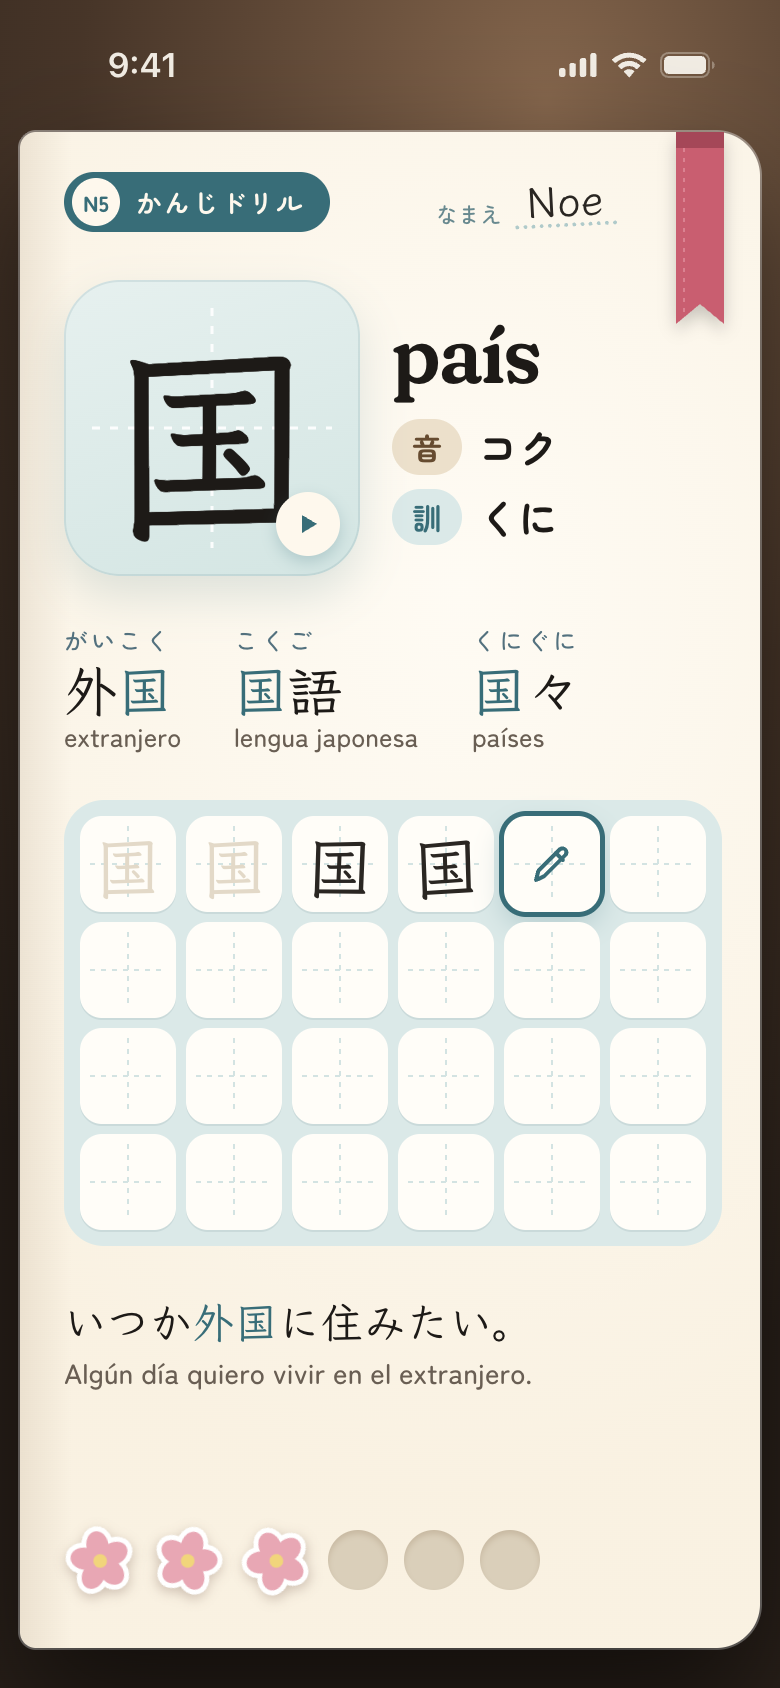 9:41
N5 かんじドリル
なまえ Noe
国
país
音 コク
訓 くに
がいこく こくご くにぐに
外国 国語 国々
extranjero lengua japonesa países
国 国 国 国
いつか外国に住みたい。
Algún día quiero vivir en el extranjero.